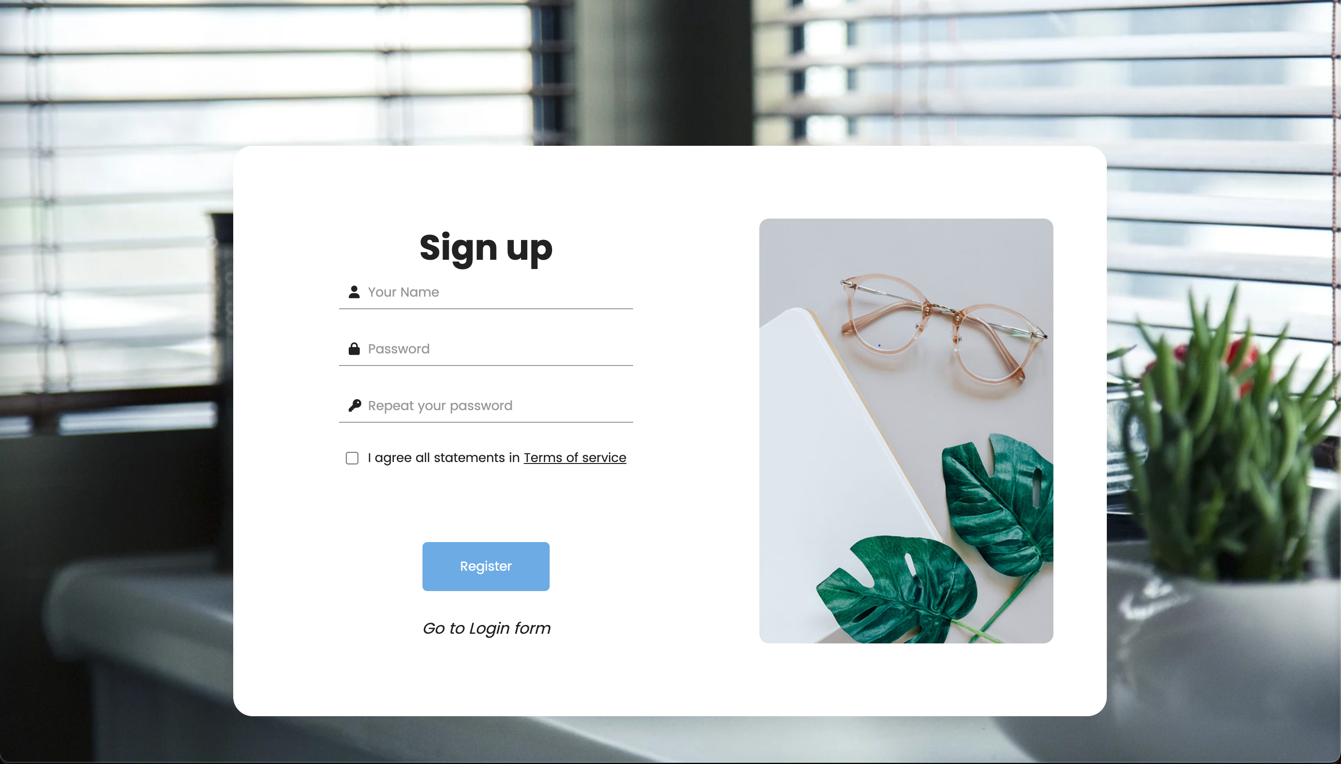 Sign up
Your Name
Password
Repeat your password
I agree all statements in Terms of service
Register
Go to Login form